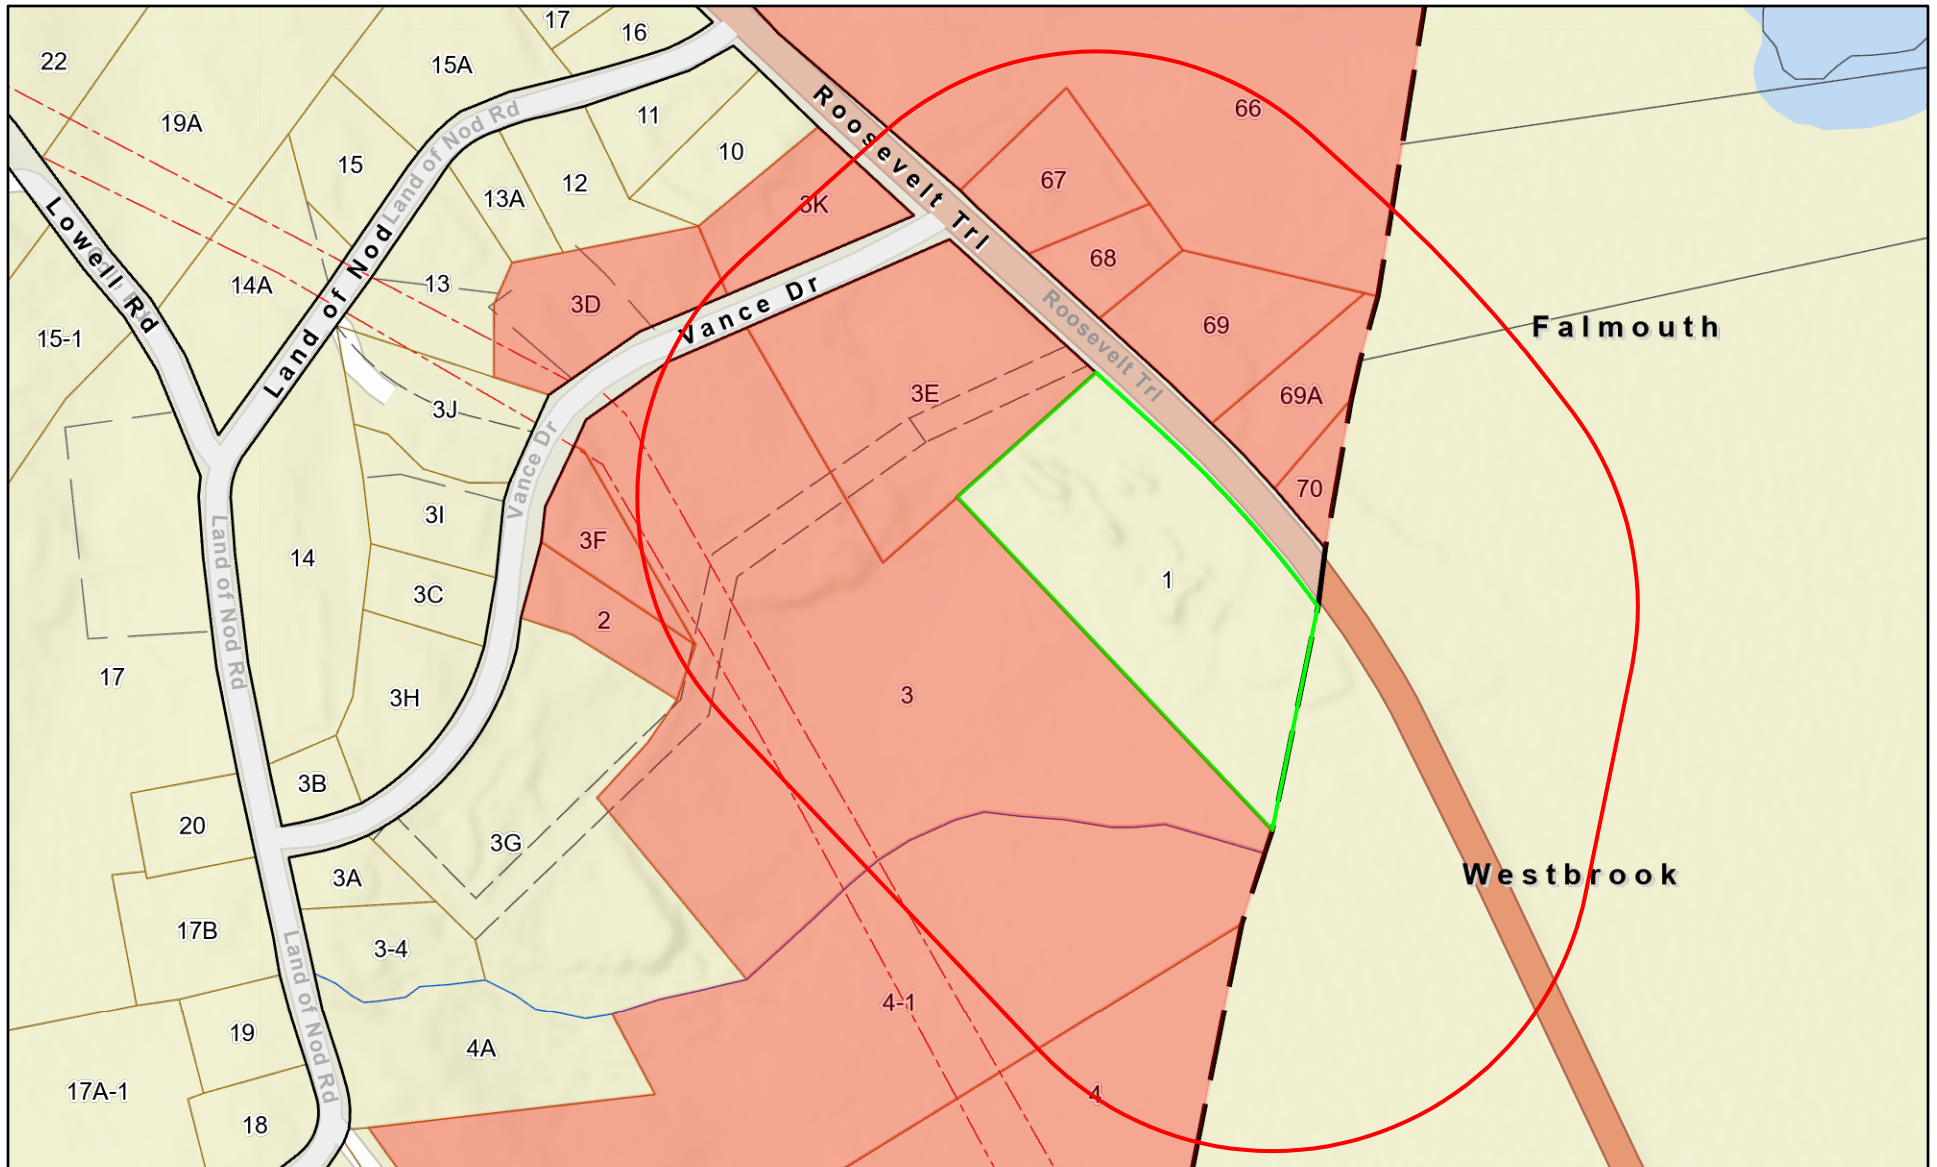 17
16
22
15A
Roosevelt Trl
66
19A
11
Land of Nod Rd
10
15
12
67
13A
3K
Lowell Rd
68
14A
13
3D
Vance Dr
Roosevelt Trl
69
Falmouth
15-1
Land of Nod
3E
69A
3J
Vance Dr
70
3I
3F
14
1
Land of Nod Rd
3C
2
17
3H
3
3B
20
3G
3A
Westbrook
17B
3-4
Land of Nod Rd
4-1
19
4A
17A-1
4
18